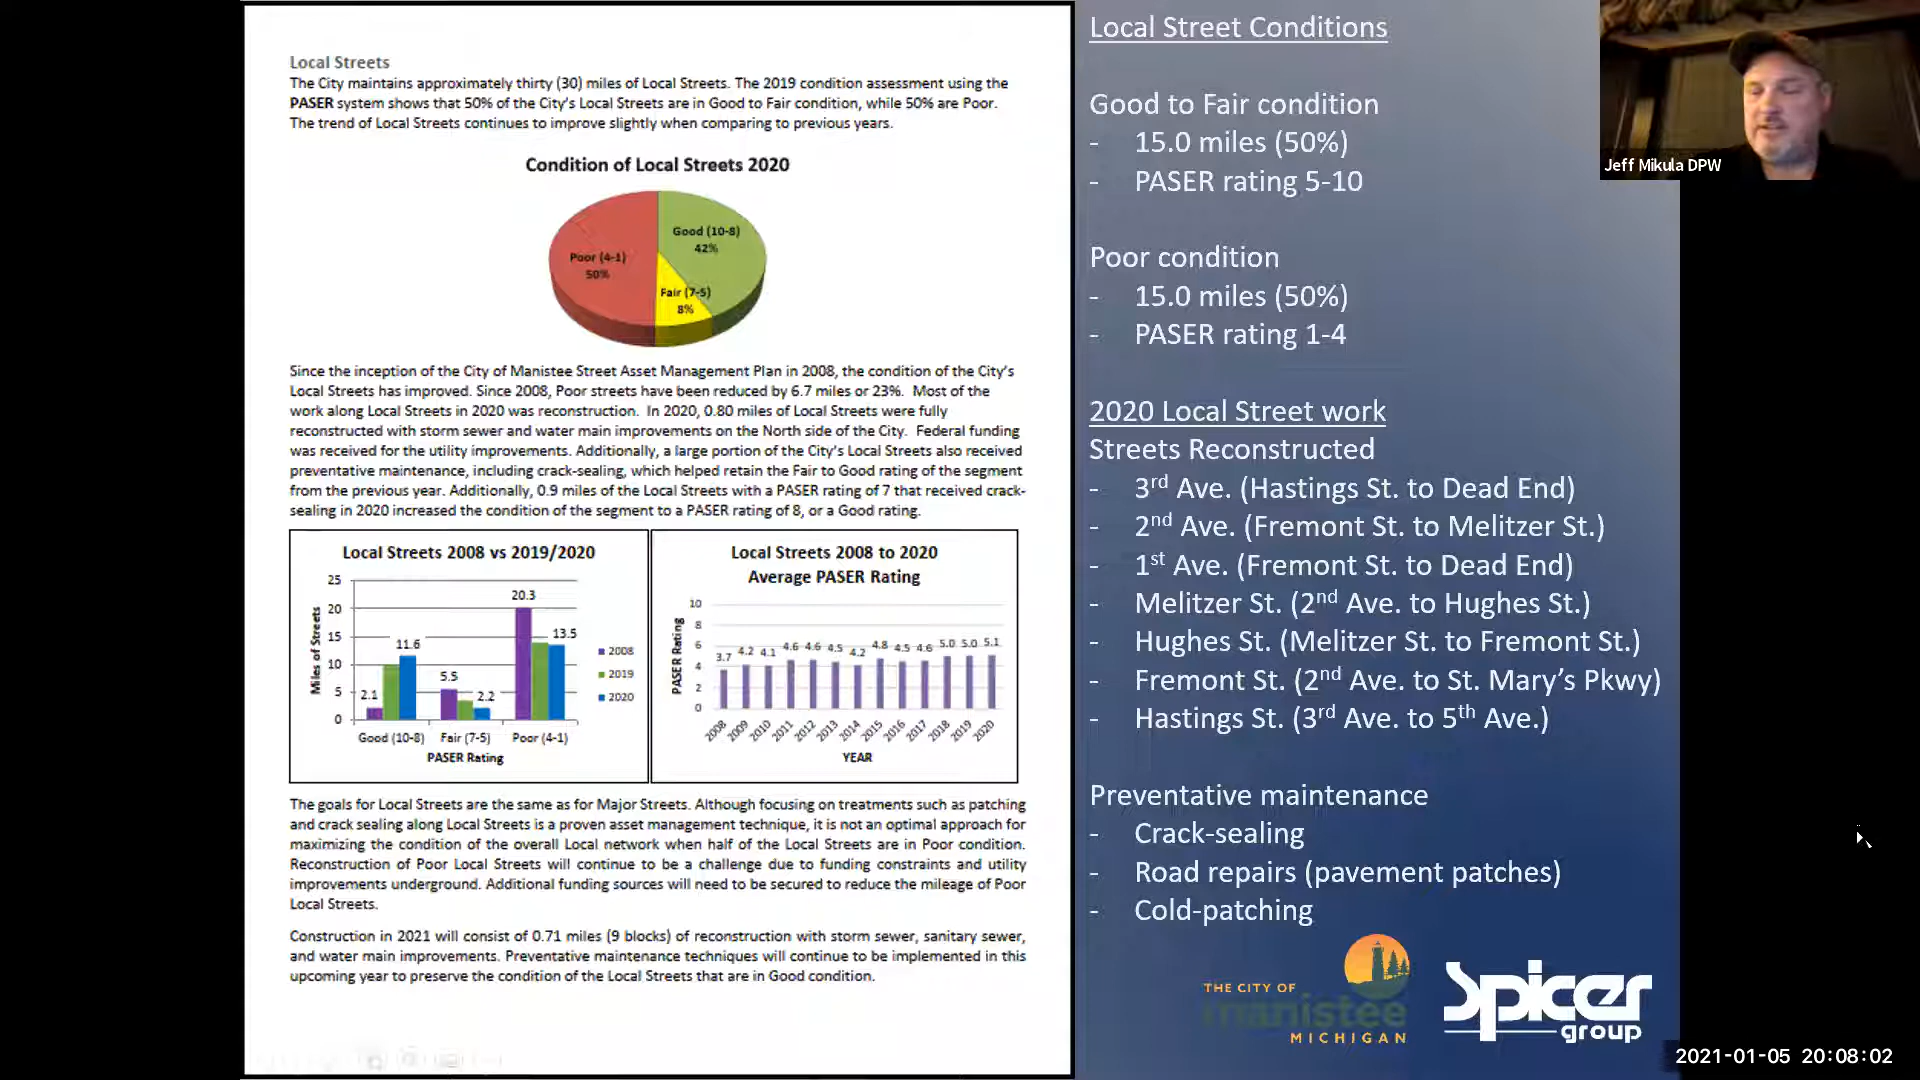 Local Streets
The City maintains approximately thirty (30) miles of Local Streets. The 2019 condition assessment using the
PASER system shows that 50% of the City's Local Streets are in Good to Fair condition, while 50% are Poor.
The trend of Local Streets continues to improve slightly when comparing to previous years.
Condition of Local Streets 2020
Good (10-8)
42%
Poor (4-1)
50%
Fair (7-5)
8%
Since the inception of the City of Manistee Street Asset Management Plan in 2008, the condition of the City's
Local Streets has improved. Since 2008, Poor streets have been reduced by 6.7 miles or 23%. Most of the
work along Local Streets in 2020 was reconstruction. In 2020, 0.80 miles of Local Streets were fully
reconstructed with storm sewer and water main improvements on the North side of the City. Federal funding
was received for the utility improvements. Additionally, a large portion of the City's Local Streets also received
preventative maintenance, including crack-sealing, which helped retain the Fair to Good rating of the segment
from the previous year. Additionally, 0.9 miles of the Local Streets with a PASER rating of 7 that received crack-
sealing in 2020 increased the condition of the segment to a PASER rating of 8, or a Good rating.
Local Streets 2008 vs 2019/2020
Miles of Streets
25
20
15
10
5
0
2.1
11.6
5.5
2.2
20.3
13.5
2008
2019
2020
Good (10-8) Fair (7-5) Poor (4-1)
PASER Rating
Local Streets 2008 to 2020
Average PASER Rating
PASER Rating
10
8
6
4
2
0
3.7 4.2 4.1 4.6 4.6 4.5 4.2 4.8 4.5 4.6 5.0 5.0 5.1
2008 2009 2010 2011 2012 2013 2014 2015 2016 2017 2018 2019 2020
YEAR
The goals for Local Streets are the same as for Major Streets. Although focusing on treatments such as patching
and crack sealing along Local Streets is a proven asset management technique, it is not an optimal approach for
maximizing the condition of the overall Local network when half of the Local Streets are in Poor condition.
Reconstruction of Poor Local Streets will continue to be a challenge due to funding constraints and utility
improvements underground. Additional funding sources will need to be secured to reduce the mileage of Poor
Local Streets.
Construction in 2021 will consist of 0.71 miles (9 blocks) of reconstruction with storm sewer, sanitary sewer,
and water main improvements. Preventative maintenance techniques will continue to be implemented in this
upcoming year to preserve the condition of the Local Streets that are in Good condition.
Local Street Conditions
Good to Fair condition
- 15.0 miles (50%)
- PASER rating 5-10
Poor condition
- 15.0 miles (50%)
- PASER rating 1-4
2020 Local Street work
Streets Reconstructed
- 3rd Ave. (Hastings St. to Dead End)
- 2nd Ave. (Fremont St. to Melitzer St.)
- 1st Ave. (Fremont St. to Dead End)
- Melitzer St. (2nd Ave. to Hughes St.)
- Hughes St. (Melitzer St. to Fremont St.)
- Fremont St. (2nd Ave. to St. Mary's Pkwy)
- Hastings St. (3rd Ave. to 5th Ave.)
Preventative maintenance
- Crack-sealing
- Road repairs (pavement patches)
- Cold-patching
THE CITY OF
manistee
MICHIGAN
Spicer
group
Jeff Mikula DPW
2021-01-05 20:08:02